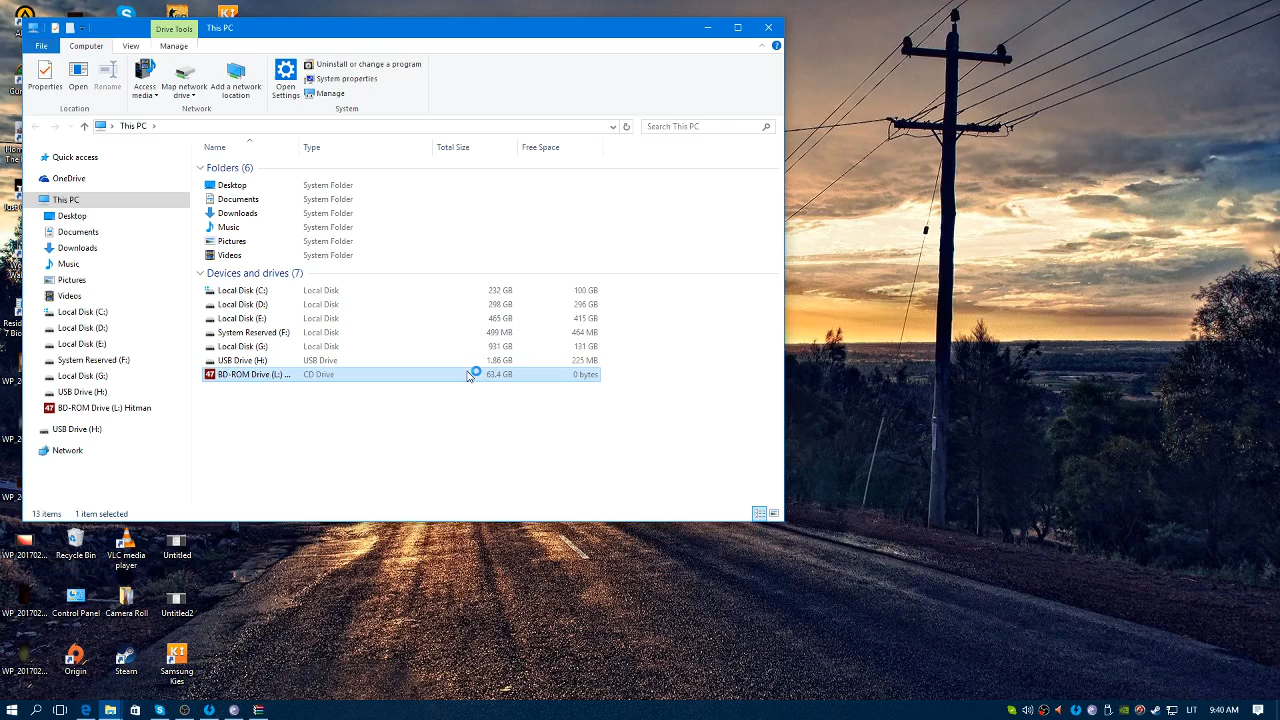 Drive Tools
This PC
File
Computer
View
Manage
Properties
Open
Rename
Access media
Map network drive
Add a network location
Open Settings
Uninstall or change a program
System properties
Manage
Location
Network
System
This PC
Search This PC
Name
Type
Total Size
Free Space
Quick access
OneDrive
This PC
Desktop
Documents
Downloads
Music
Pictures
Videos
Local Disk (C:)
Local Disk (D:)
Local Disk (E:)
System Reserved (F:)
Local Disk (G:)
USB Drive (H:)
BD-ROM Drive (L:) Hitman
USB Drive (H:)
Network
Folders (6)
Desktop System Folder
Documents System Folder
Downloads System Folder
Music System Folder
Pictures System Folder
Videos System Folder
Devices and drives (7)
Local Disk (C:) Local Disk 232 GB 100 GB
Local Disk (D:) Local Disk 298 GB 296 GB
Local Disk (E:) Local Disk 465 GB 415 GB
System Reserved (F:) Local Disk 499 MB 464 MB
Local Disk (G:) Local Disk 931 GB 131 GB
USB Drive (H:) USB Drive 1.86 GB 225 MB
BD-ROM Drive (L:) ... CD Drive 63.4 GB 0 bytes
13 items 1 item selected
WP_201702...
Recycle Bin
VLC media player
Untitled
WP_201702...
Control Panel
Camera Roll
Untitled2
WP_201702...
Origin
Steam
Samsung Kies
LIT
9:40 AM